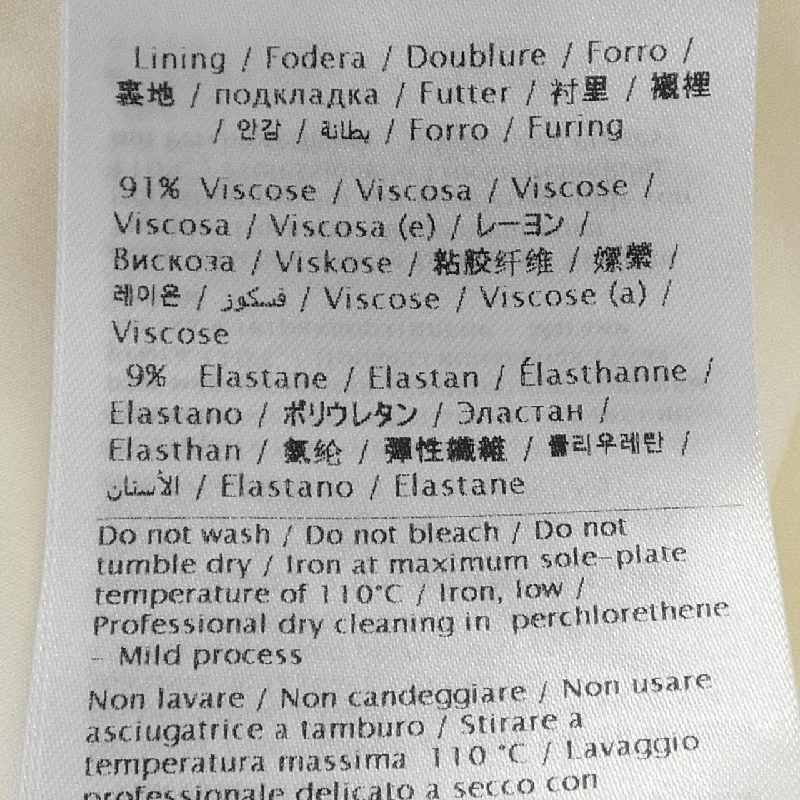 Lining / Fodera / Doublure / Forro /
裏地 / подкладка / Futter / 衬里 / 襯裡
/ 안감 / بطانة / Forro / Furing
91% Viscose / Viscosa / Viscose /
Viscosa / Viscosa (e) / レーヨン /
Вискоза / Viskose / 粘胶纤维 / 嫘縈 /
레이온 / فسكوز / Viscose / Viscose (a) /
Viscose
9% Elastane / Elastan / Élasthanne /
Elastano / ポリウレタン / Эластан /
Elasthan / 氨纶 / 彈性纖維 / 폴리우레탄 /
الأستان / Elastano / Elastane
Do not wash / Do not bleach / Do not
tumble dry / Iron at maximum sole-plate
temperature of 110°C / Iron, low /
Professional dry cleaning in perchlorethene
- Mild process
Non lavare / Non candeggiare / Non usare
asciugatrice a tamburo / Stirare a
temperatura massima 110 °C / Lavaggio
professionale delicato a secco con